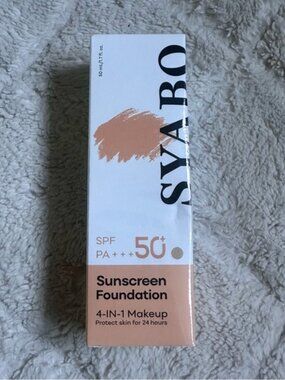 50 mL/1.7 fl. oz.
SYABO
SPF
PA+++
50+
Sunscreen
Foundation
4-IN-1 Makeup
Protect skin for 24 hours